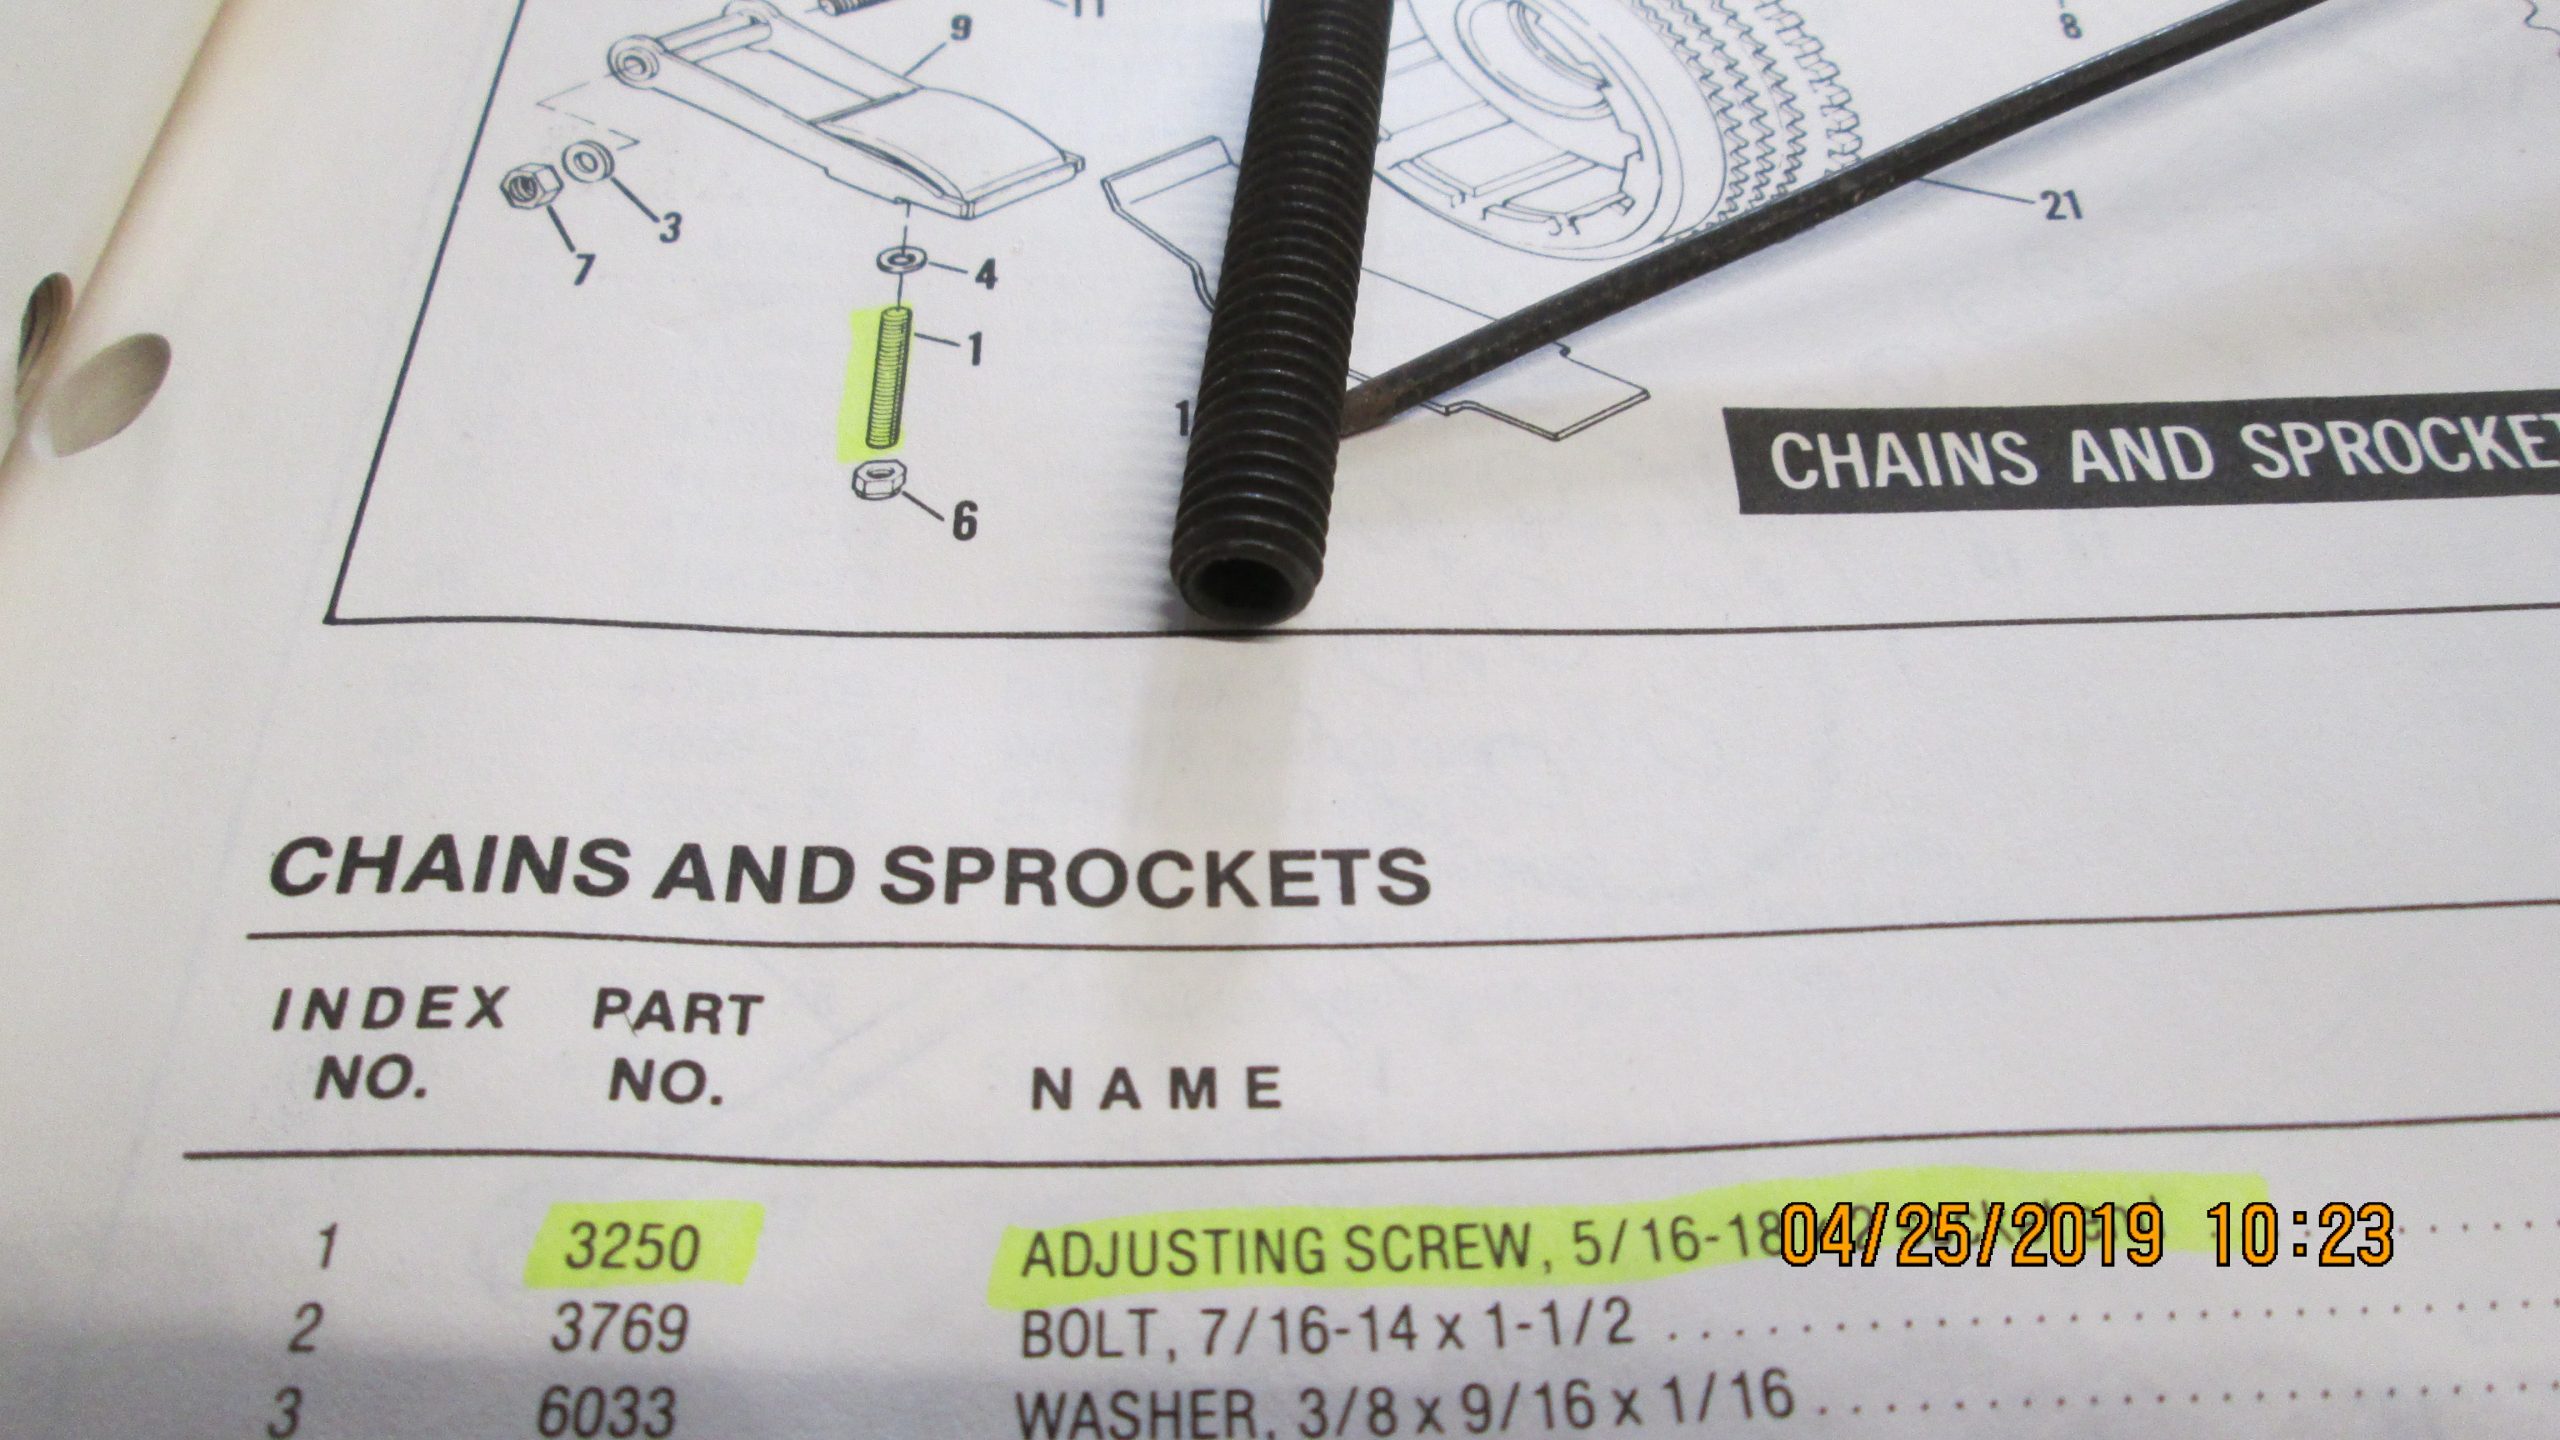 11
9
8
7
3
4
21
1
6
CHAINS AND SPROCKET
CHAINS AND SPROCKETS
INDEX NO.
PART NO.
NAME
1 3250 ADJUSTING SCREW, 5/16-18
04/25/2019 10:23
2 3769 BOLT, 7/16-14 x 1-1/2
3 6033 WASHER, 3/8 x 9/16 x 1/16